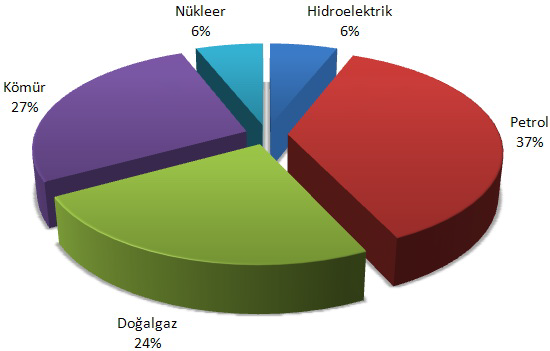 Nükleer
6%
Hidroelektrik
6%
Kömür
27%
Petrol
37%
Doğalgaz
24%